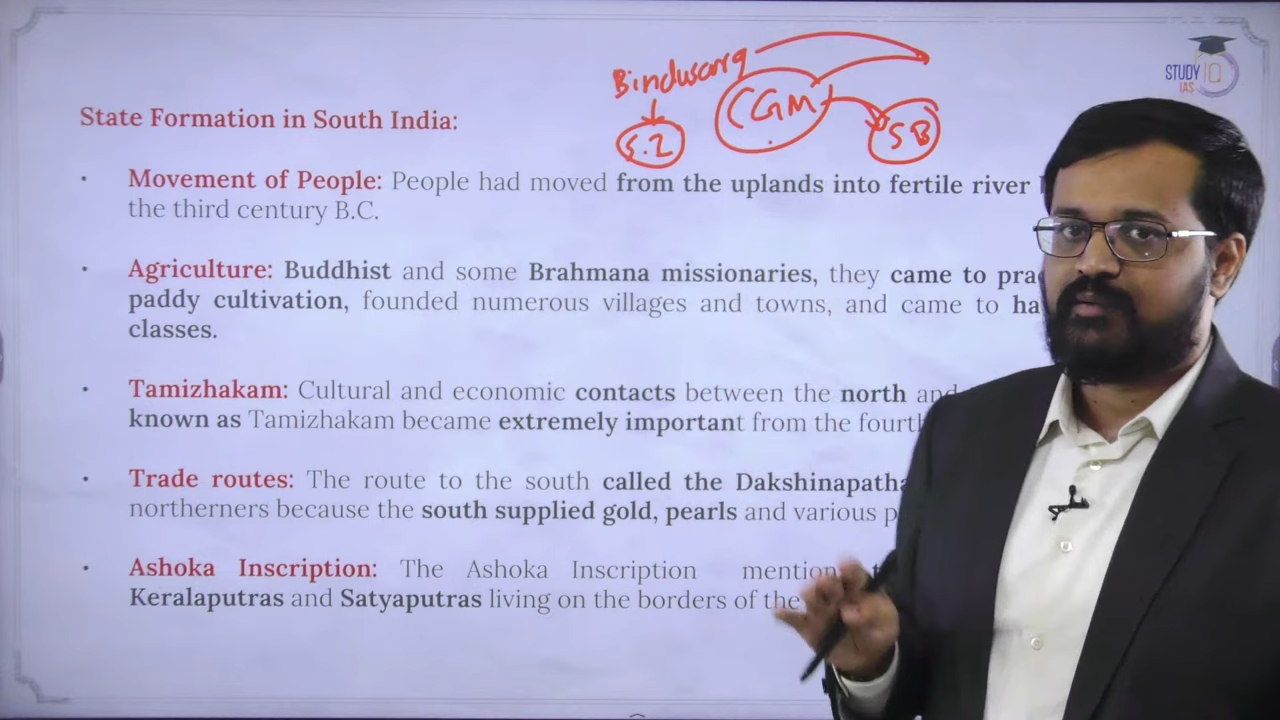 Bindusara
S.I
CGM
SB
STUDY IQ
IAS
State Formation in South India:
• Movement of People: People had moved from the uplands into fertile river
the third century B.C.
• Agriculture: Buddhist and some Brahmana missionaries, they came to
paddy cultivation, founded numerous villages and towns, and came to
classes.
• Tamizhakam: Cultural and economic contacts between the north and
known as Tamizhakam became extremely important from the
• Trade routes: The route to the south called the Dakshinapatha
northerners because the south supplied gold, pearls and various
• Ashoka Inscription: The Ashoka Inscription mention
Keralaputras and Satyaputras living on the borders of the